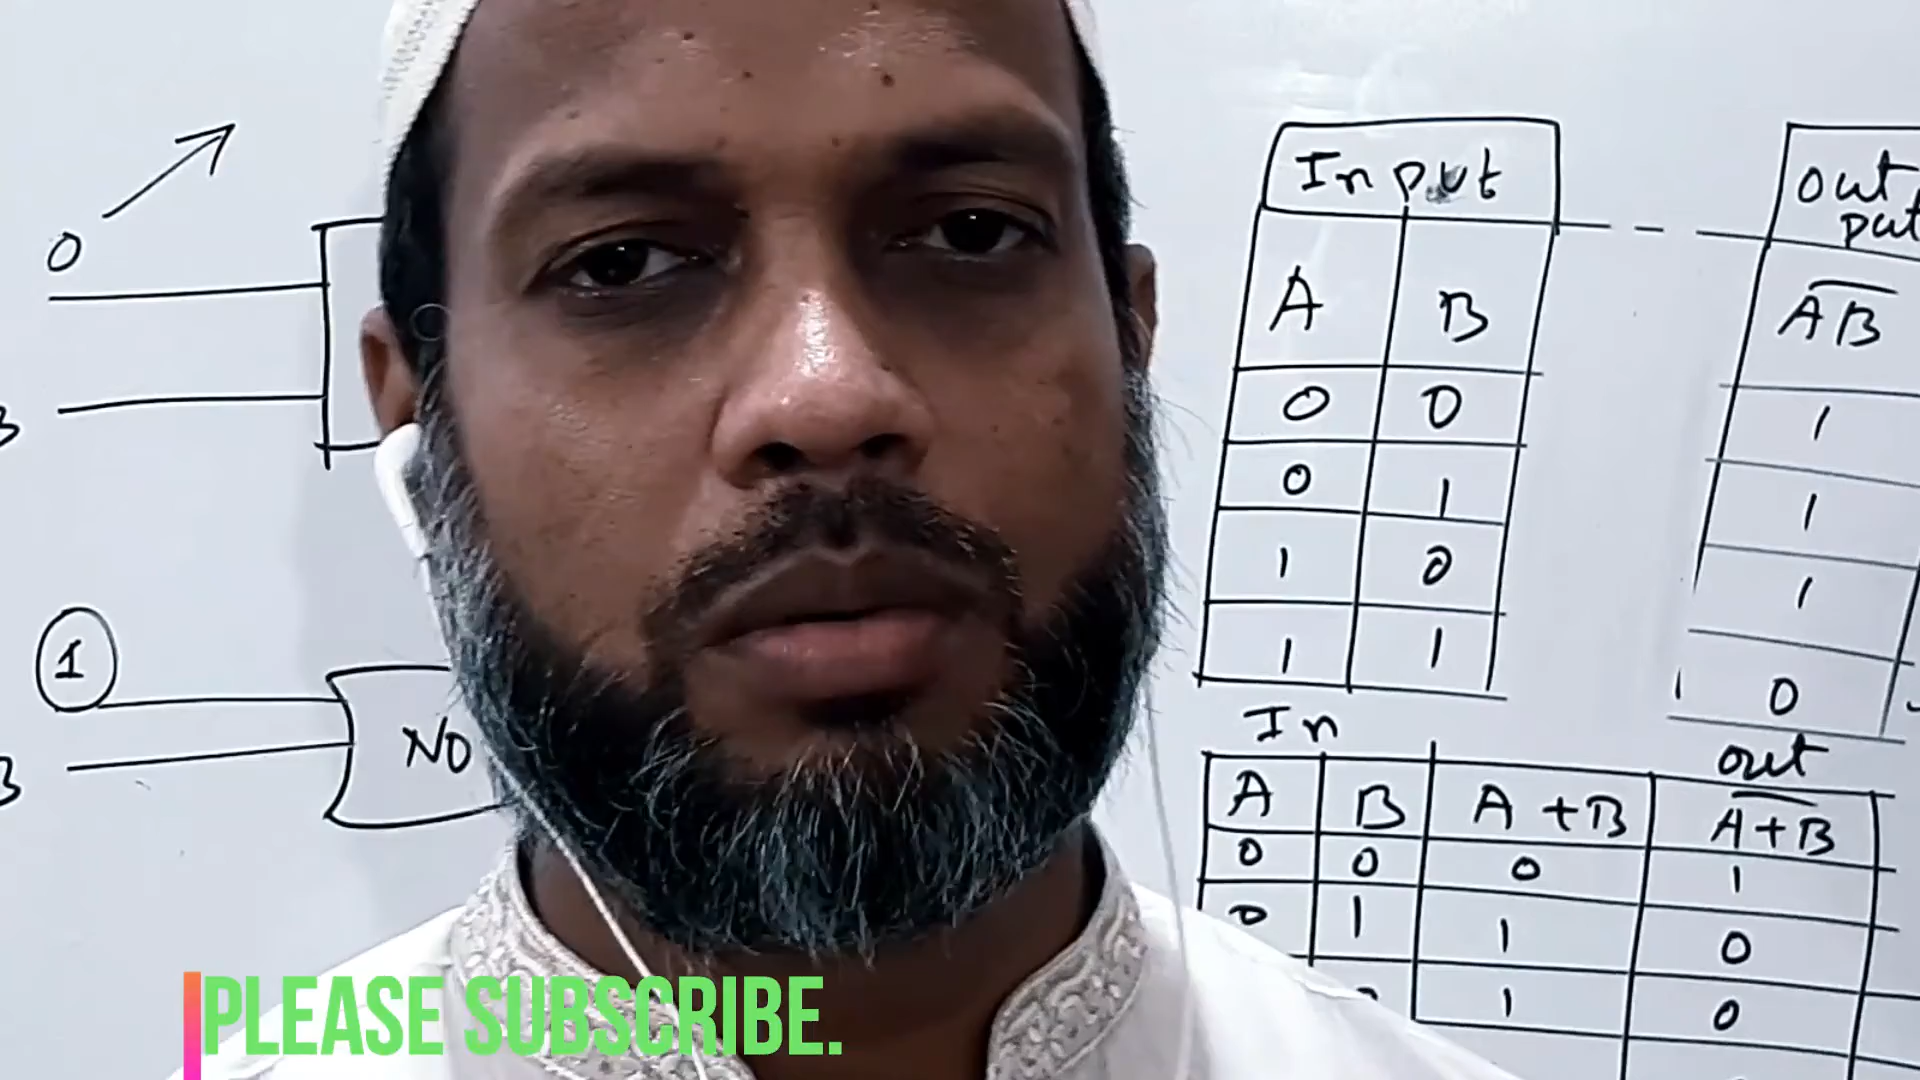 0
B
1
B
NO
Input
A B
0 0
0 1
1 0
1 1
Out
put
A̅B̅
1
1
1
0
In
out
A B A+B A̅+̅B̅
0 0 0 1
0 1 1 0
1 0
PLEASE SUBSCRIBE.